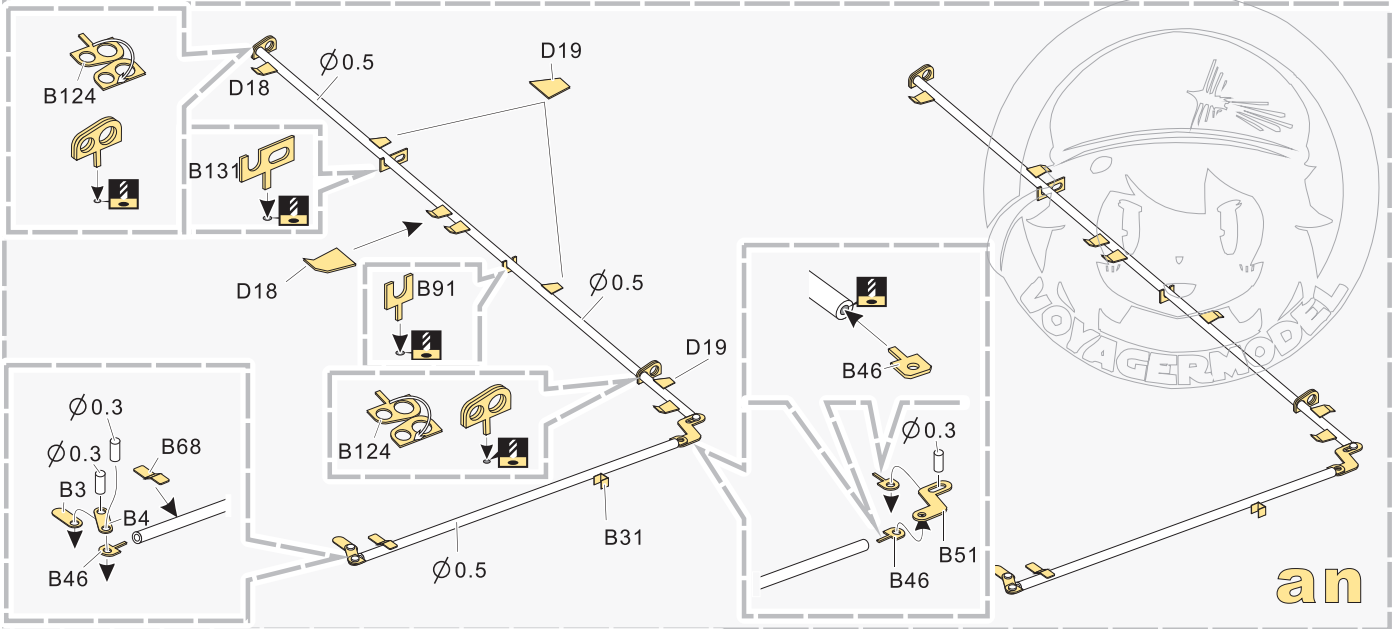 D19
Ø0.5
D18
B124
B131
D18
B91
Ø0.5
D19
B46
B124
Ø0.3
Ø0.3
B68
Ø0.3
B3
B4
B31
B51
B46
B46
Ø0.5
VOYAGERMODEL
an